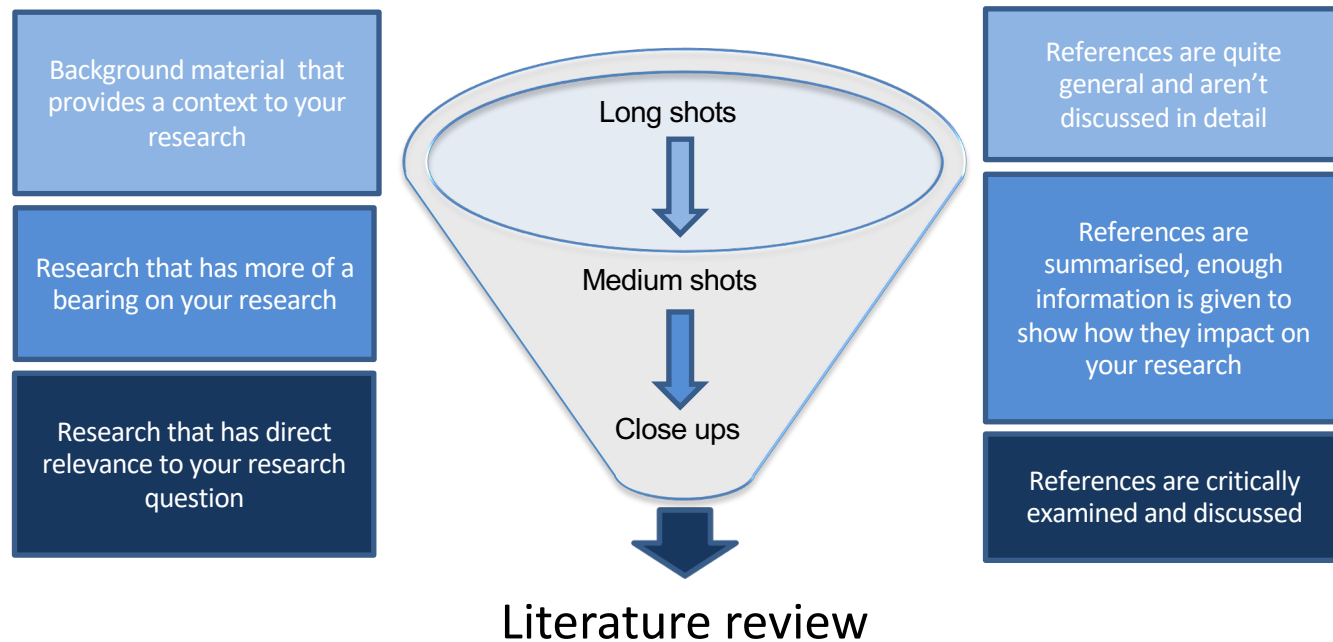 Background material that
provides a context to your
research
Research that has more of a
bearing on your research
Research that has direct
relevance to your research
question
Long shots
Medium shots
Close ups
References are quite
general and aren't
discussed in detail
References are
summarised, enough
information is given to
show how they impact on
your research
References are critically
examined and discussed
Literature review